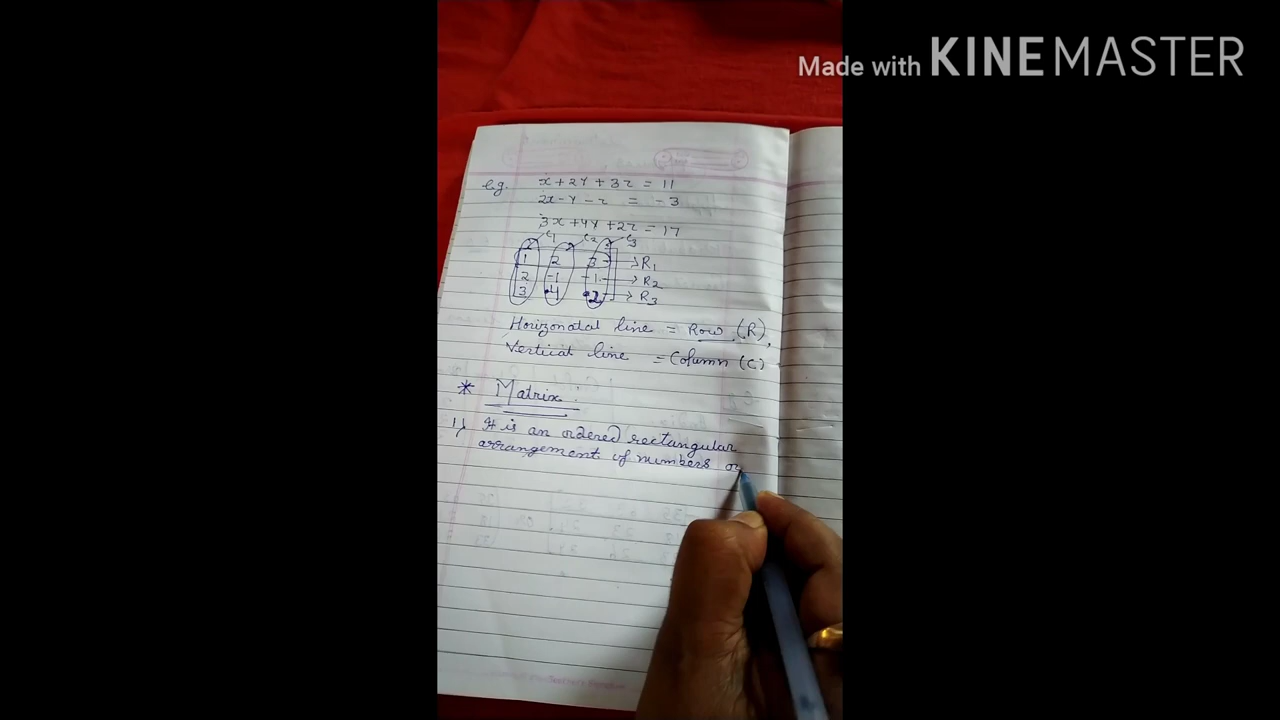 Made with KINEMASTER
e.g. x + 2y + 3z = 11
2x - y - z = - 3
3x + 4y + 2z = 17
C1 C2 C3
1 2 3 → R1
2 -1 -1 → R2
3 4 2 → R3
Horizonatal line = Row (R),
Vertical line = Column (C)
* Matrix :
1) It is an ordered rectangular
arrangement of numbers or